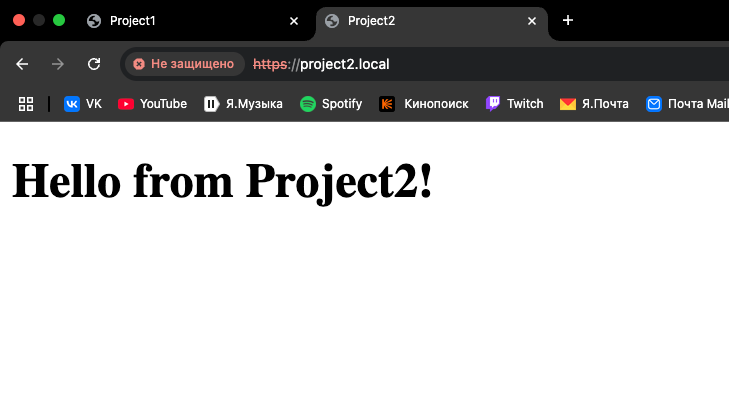 Project1
Project2
Не защищено https://project2.local
VK YouTube Я.Музыка Spotify Кинопоиск Twitch Я.Почта Почта Mail
Hello from Project2!